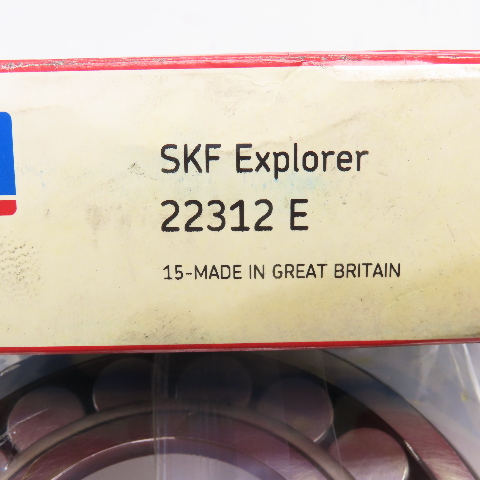 SKF Explorer
22312 E
15-MADE IN GREAT BRITAIN